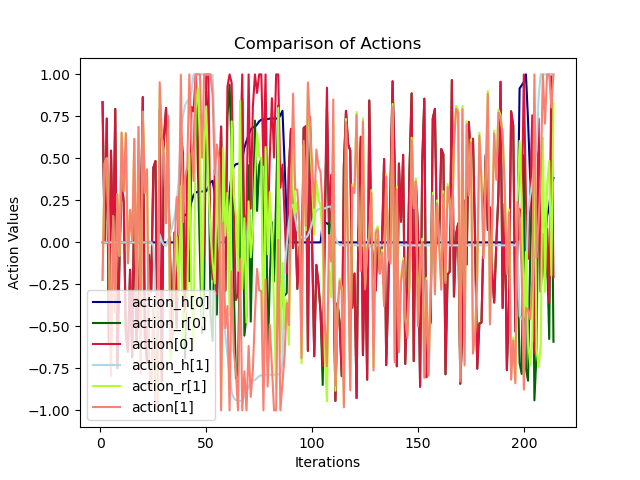 Comparison of Actions
Action Values
1.00
0.75
0.50
0.25
0.00
−0.25
−0.50
−0.75
−1.00
action_h[0]
action_r[0]
action[0]
action_h[1]
action_r[1]
action[1]
0 50 100 150 200
Iterations